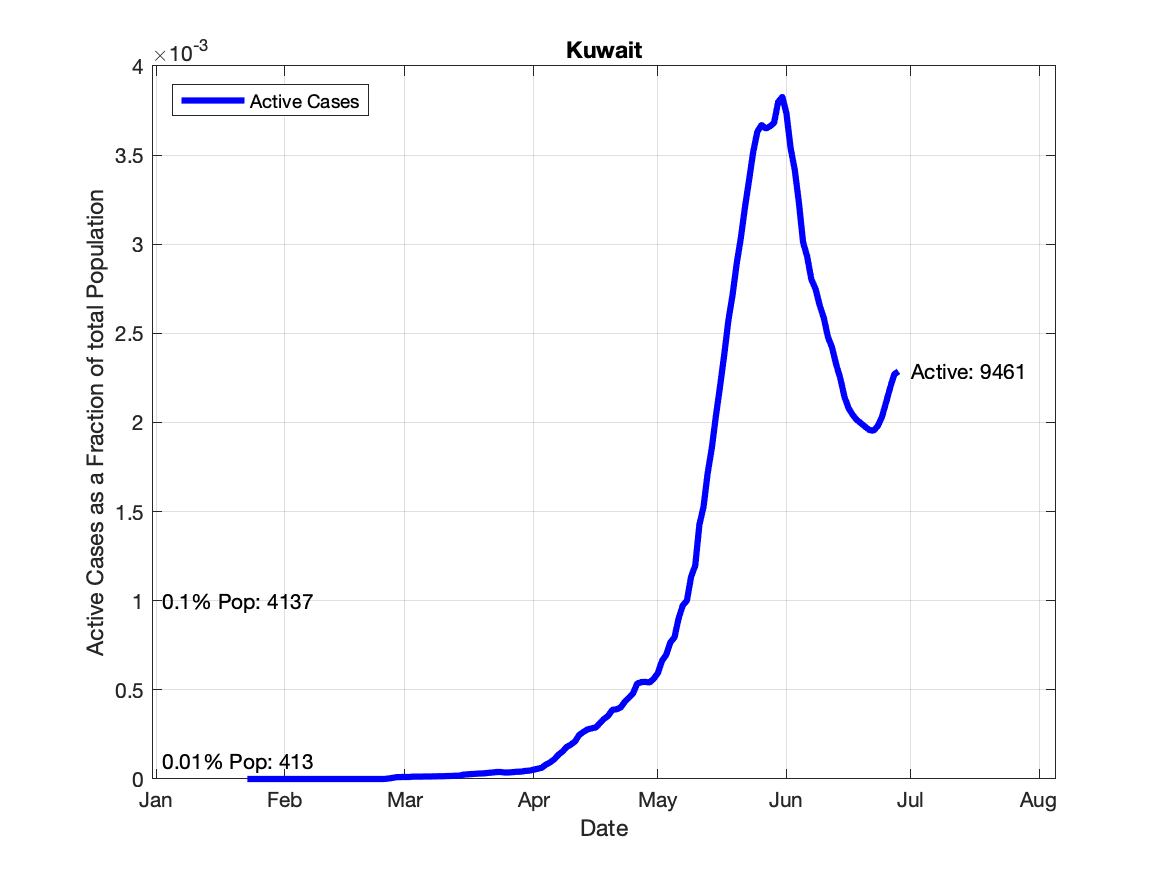 Kuwait
×10-3
4
3.5
3
2.5
2
1.5
1
0.5
0
Active Cases as a Fraction of total Population
Active Cases
Active: 9461
0.1% Pop: 4137
0.01% Pop: 413
Jan Feb Mar Apr May Jun Jul Aug
Date